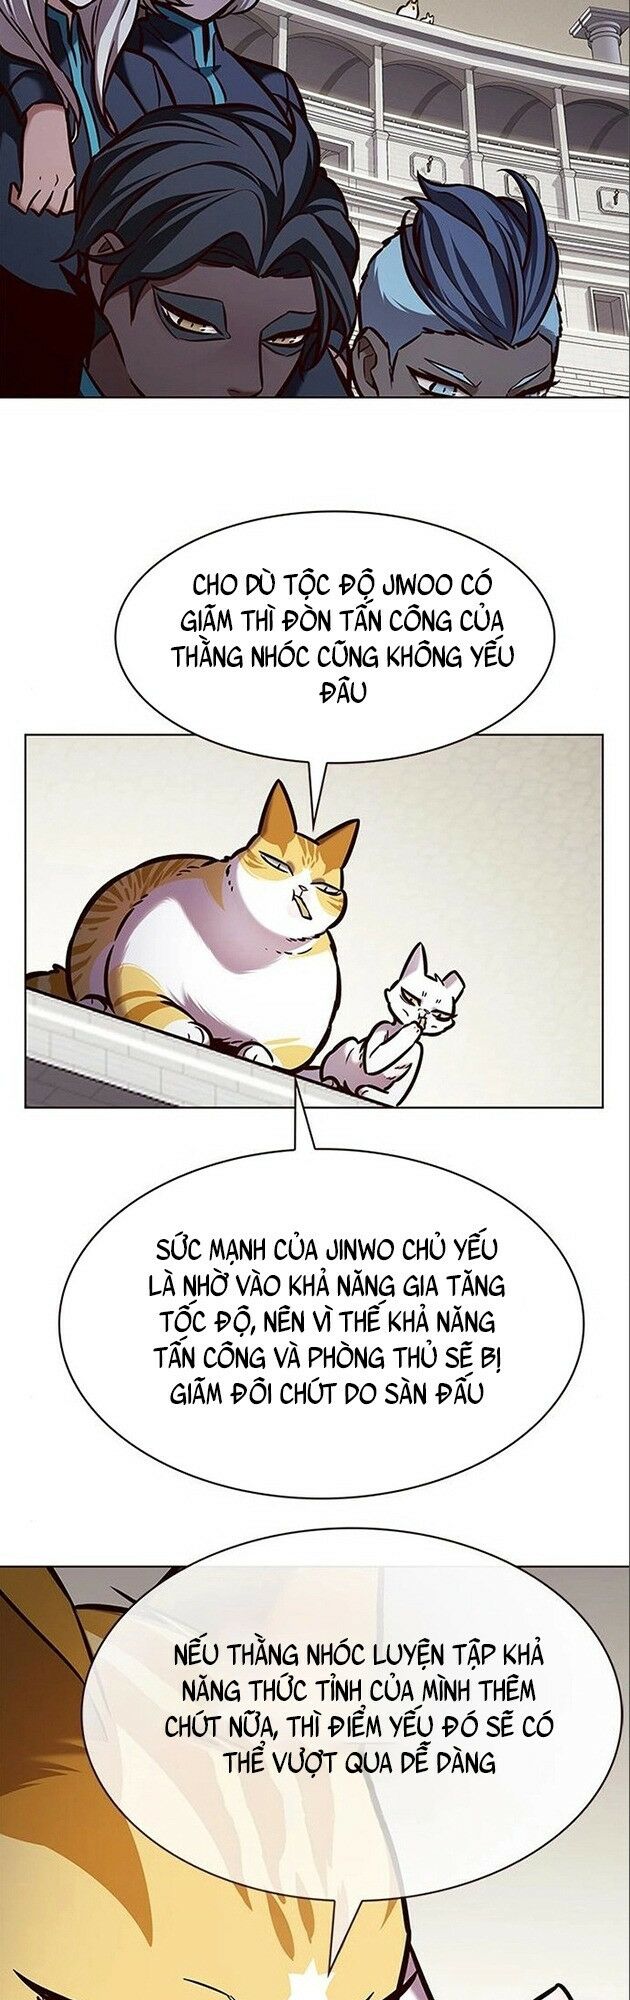 CHO DÙ TỘC ĐỘ JIWOO CÓ
GIÃM THÌ ĐÒN TẤN CÔNG CỦA
THẰNG NHÓC CŨNG KHÔNG YẾU
ĐÂU
SỨC MẠNH CỦA JINWO CHỦ YẾU
LÀ NHỜ VÀO KHẢ NĂNG GIA TĂNG
TỐC ĐỘ, NÊN VÌ THẾ KHẢ NĂNG
TẤN CÔNG VÀ PHÒNG THỦ SẼ BỊ
GIÃM ĐÔI CHÚT DO SÀN ĐẤU
NẾU THẰNG NHÓC LUYỆN TẬP KHẢ
NĂNG THỨC TỈNH CỦA MÌNH THÊM
CHÚT NỮA, THÌ ĐIỂM YẾU ĐÓ SẼ CÓ
THỂ VƯỢT QUA DỄ DÀNG